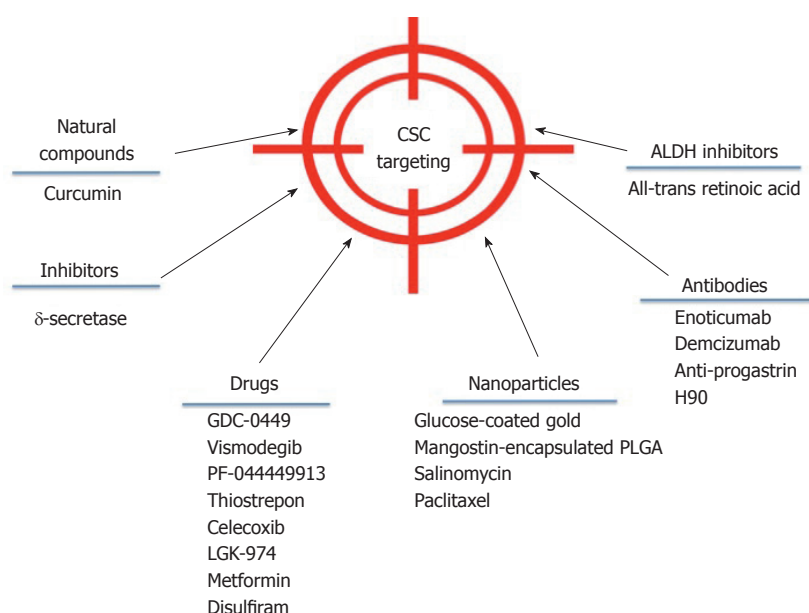 CSC
targeting
Natural
compounds
Curcumin
Inhibitors
δ-secretase
Drugs
GDC-0449
Vismodegib
PF-044449913
Thiostrepon
Celecoxib
LGK-974
Metformin
Disulfiram
Nanoparticles
Glucose-coated gold
Mangostin-encapsulated PLGA
Salinomycin
Paclitaxel
ALDH inhibitors
All-trans retinoic acid
Antibodies
Enoticumab
Demcizumab
Anti-progastrin
H90